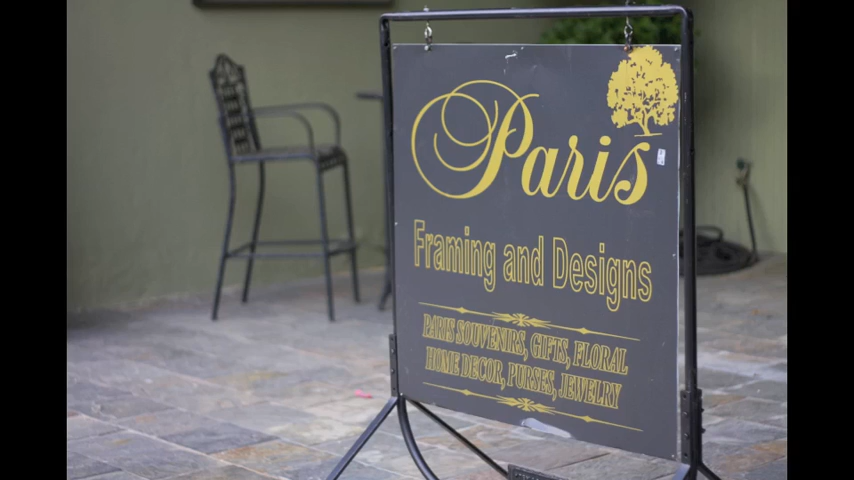 Paris
Framing and Designs
PARIS SOUVENIRS, GIFTS, FLORAL
HOME DECOR, PURSES, JEWELRY